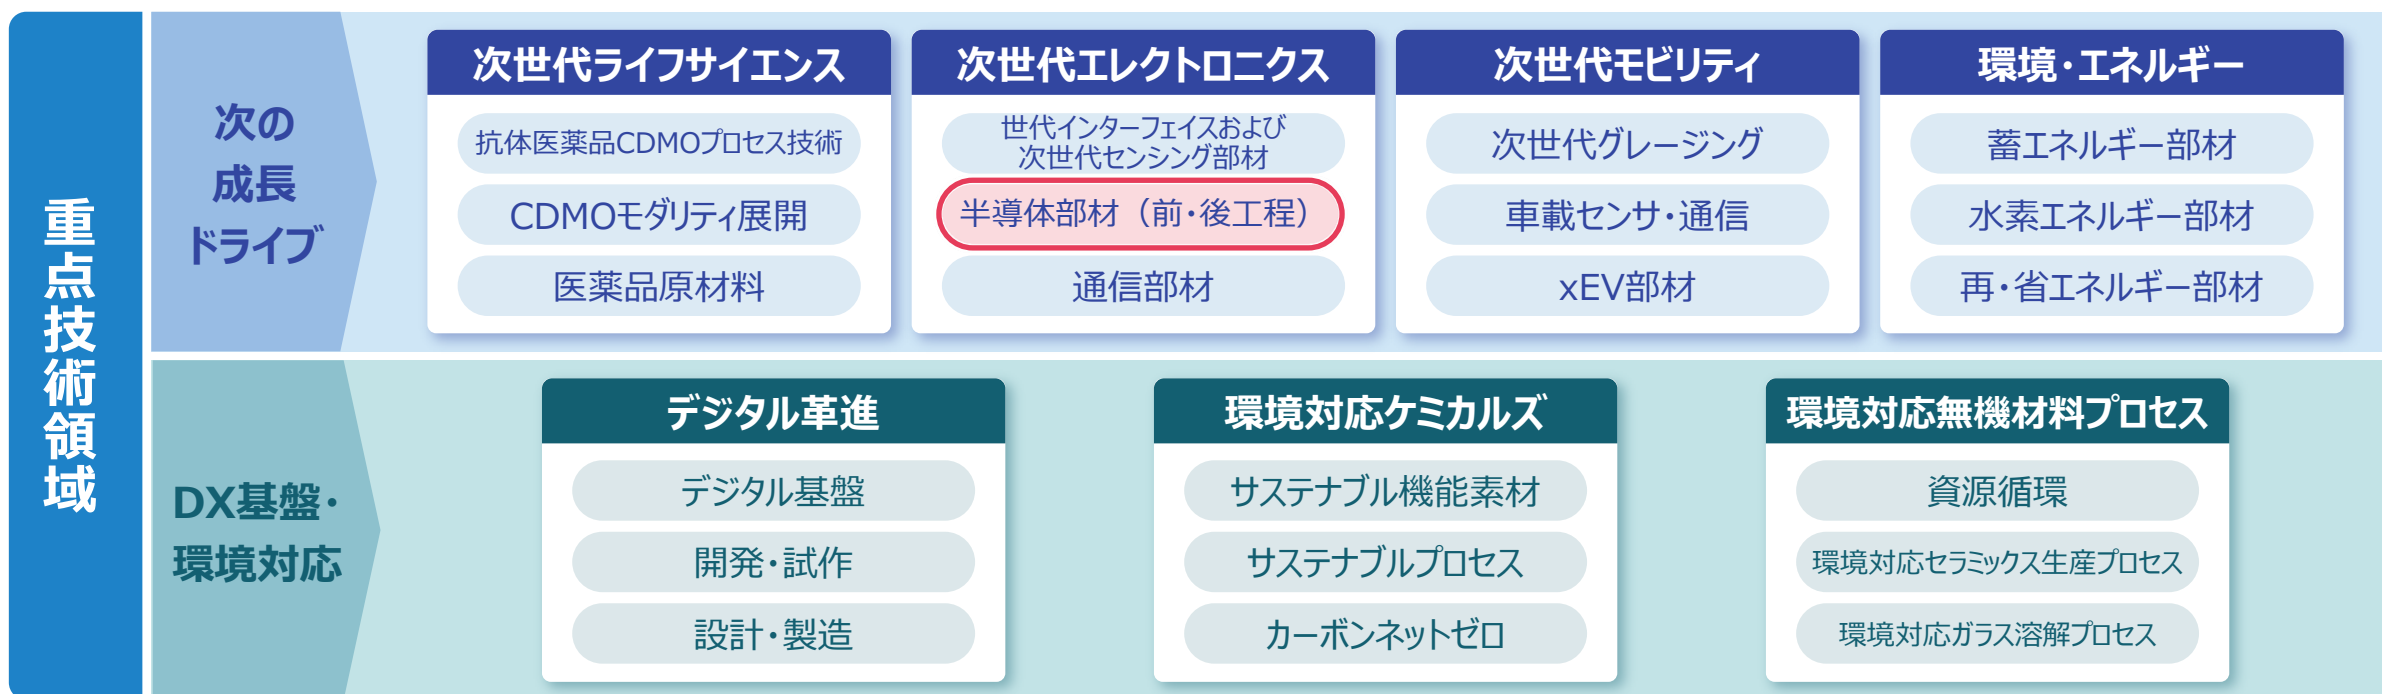 重点技術領域
次の
成長
ドライブ
次世代ライフサイエンス
抗体医薬品CDMOプロセス技術
CDMOモダリティ展開
医薬品原材料
次世代エレクトロニクス
世代インターフェイスおよび
次世代センシング部材
半導体部材（前・後工程）
通信部材
次世代モビリティ
次世代グレージング
車載センサ・通信
xEV部材
環境・エネルギー
蓄エネルギー部材
水素エネルギー部材
再・省エネルギー部材
DX基盤・
環境対応
デジタル革進
デジタル基盤
開発・試作
設計・製造
環境対応ケミカルズ
サステナブル機能素材
サステナブルプロセス
カーボンネットゼロ
環境対応無機材料プロセス
資源循環
環境対応セラミックス生産プロセス
環境対応ガラス溶解プロセス